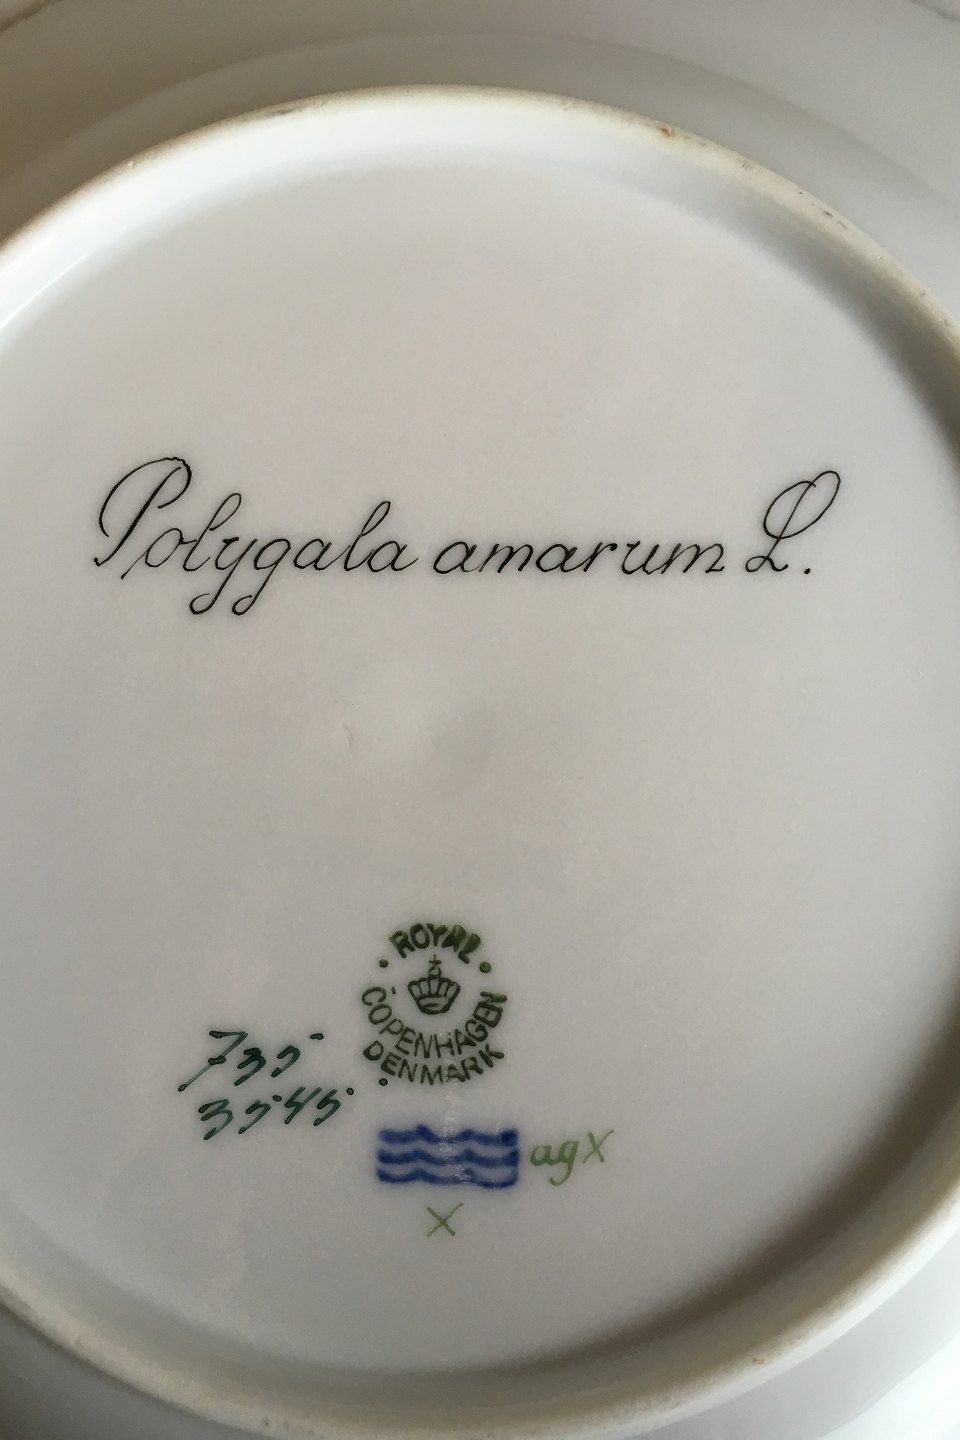 Polygala amarum L.
ROYAL
COPENHAGEN
DENMARK
735
3545
agX
X